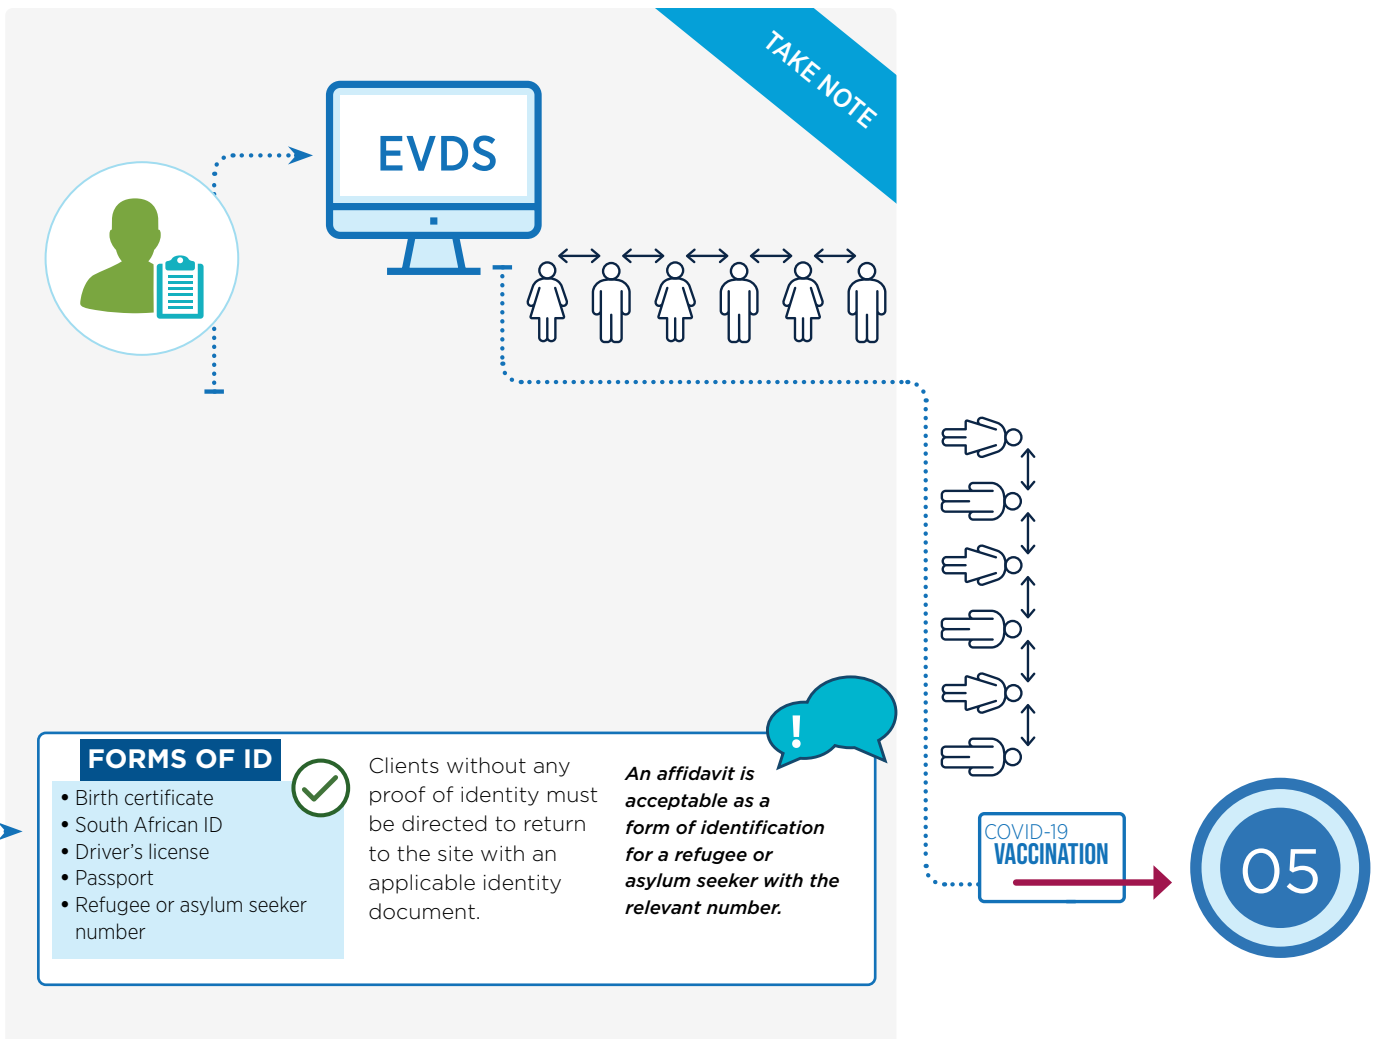 TAKE NOTE
EVDS
FORMS OF ID
• Birth certificate
• South African ID
• Driver's license
• Passport
• Refugee or asylum seeker
number
Clients without any
proof of identity must
be directed to return
to the site with an
applicable identity
document.
!
An affidavit is
acceptable as a
form of identification
for a refugee or
asylum seeker with the
relevant number.
COVID-19
VACCINATION
05